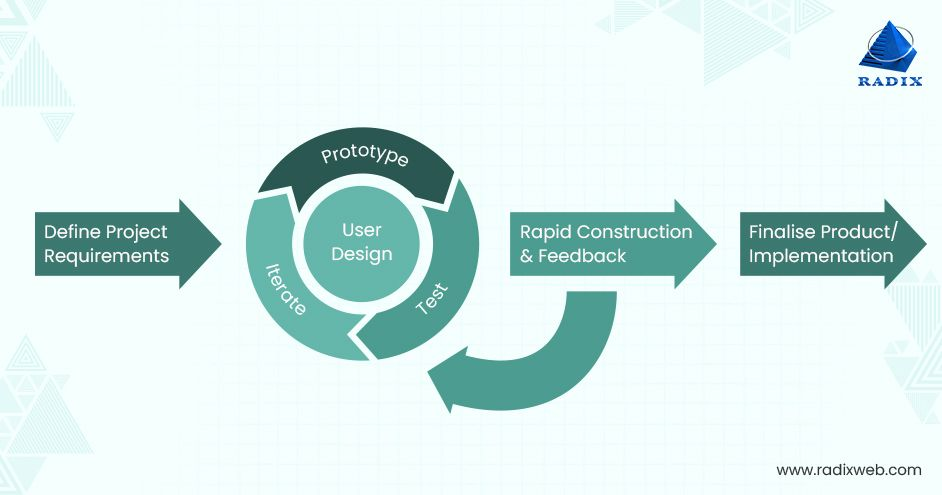 RADIX
Define Project
Requirements
Prototype
Test
Iterate
User
Design
Rapid Construction
& Feedback
Finalise Product/
Implementation
www.radixweb.com